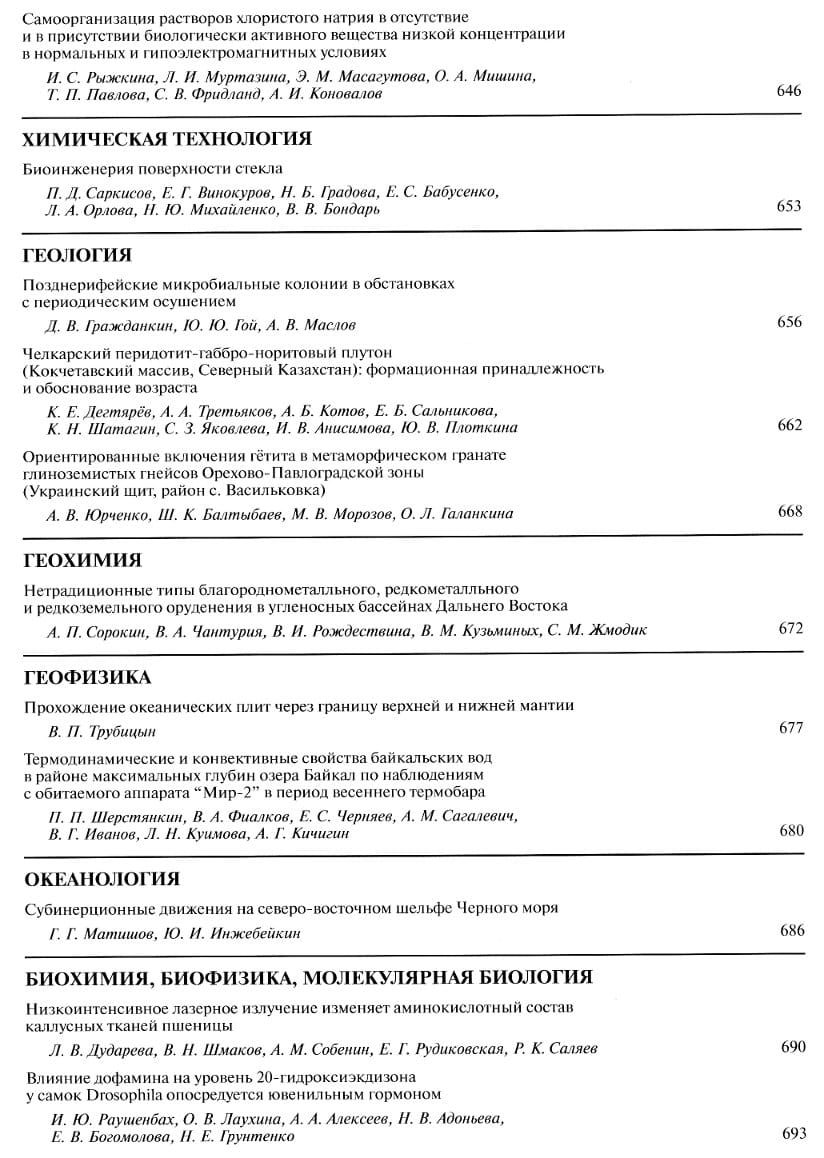 Самоорганизация растворов хлористого натрия в отсутствие
и в присутствии биологически активного вещества низкой концентрации
в нормальных и гипоэлектромагнитных условиях
И. С. Рыжкина, Л. И. Муртазина, Э. М. Масагутова, О. А. Мишина,
Т. П. Павлова, С. В. Фридланд, А. И. Коновалов 646
ХИМИЧЕСКАЯ ТЕХНОЛОГИЯ
Биоинженерия поверхности стекла
П. Д. Саркисов, Е. Г. Винокуров, Н. Б. Градова, Е. С. Бабусенко,
Л. А. Орлова, Н. Ю. Михайленко, В. В. Бондарь 653
ГЕОЛОГИЯ
Позднерифейские микробиальные колонии в обстановках
с периодическим осушением
Д. В. Гражданкин, Ю. Ю. Гой, А. В. Маслов 656
Челкарский перидотит-габбро-норитовый плутон
(Кокчетавский массив, Северный Казахстан): формационная принадлежность
и обоснование возраста
К. Е. Дегтярёв, А. А. Третьяков, А. Б. Котов, Е. Б. Сальникова,
К. Н. Шатагин, С. З. Яковлева, И. В. Анисимова, Ю. В. Плоткина 662
Ориентированные включения гётита в метаморфическом гранате
глиноземистых гнейсов Орехово-Павлоградской зоны
(Украинский щит, район с. Васильковка)
А. В. Юрченко, Ш. К. Балтыбаев, М. В. Морозов, О. Л. Галанкина 668
ГЕОХИМИЯ
Нетрадиционные типы благороднометалльного, редкометалльного
и редкоземельного оруденения в угленосных бассейнах Дальнего Востока
А. П. Сорокин, В. А. Чантурия, В. И. Рождествина, В. М. Кузьминых, С. М. Жмодик 672
ГЕОФИЗИКА
Прохождение океанических плит через границу верхней и нижней мантии
В. П. Трубицын 677
Термодинамические и конвективные свойства байкальских вод
в районе максимальных глубин озера Байкал по наблюдениям
с обитаемого аппарата “Мир-2” в период весеннего термобара
П. П. Шерстянкин, В. А. Фиалков, Е. С. Черняев, А. М. Сагалевич,
В. Г. Иванов, Л. Н. Куимова, А. Г. Кичигин 680
ОКЕАНОЛОГИЯ
Субинерционные движения на северо-восточном шельфе Черного моря
Г. Г. Матишов, Ю. И. Инжебейкин 686
БИОХИМИЯ, БИОФИЗИКА, МОЛЕКУЛЯРНАЯ БИОЛОГИЯ
Низкоинтенсивное лазерное излучение изменяет аминокислотный состав
каллусных тканей пшеницы
Л. В. Дударева, В. Н. Шмаков, А. М. Собенин, Е. Г. Рудиковская, Р. К. Саляев 690
Влияние дофамина на уровень 20-гидроксиэкдизона
у самок Drosophila опосредуется ювенильным гормоном
И. Ю. Раушенбах, О. В. Лаухина, А. А. Алексеев, Н. В. Адоньева,
Е. В. Богомолова, Н. Е. Грунтенко 693